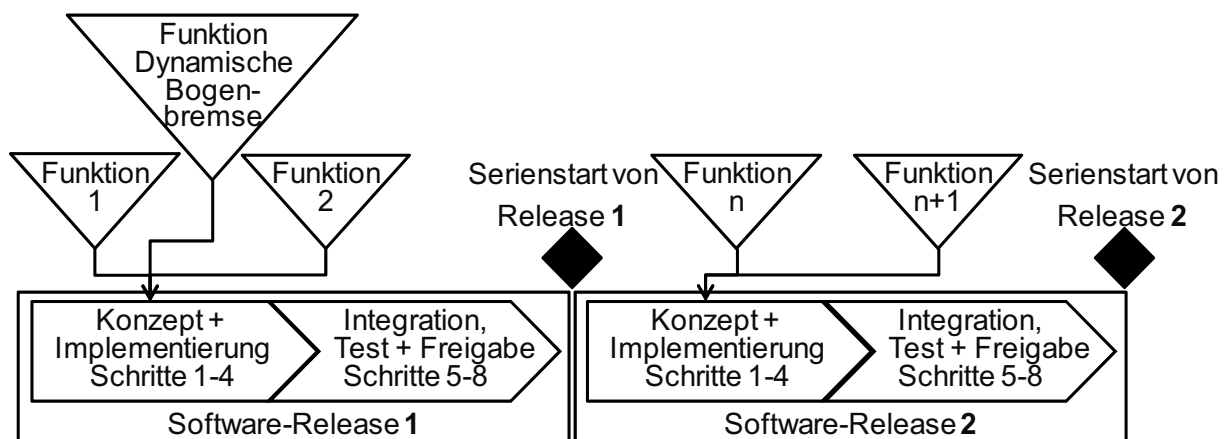 Funktion
Dynamische
Bogen-
bremse
Funktion
1
Funktion
2
Serienstart von
Release 1
Funktion
n
Funktion
n+1
Serienstart von
Release 2
Konzept +
Implementierung
Schritte 1-4
Integration,
Test + Freigabe
Schritte 5-8
Software-Release 1
Konzept +
Implementierung
Schritte 1-4
Integration,
Test + Freigabe
Schritte 5-8
Software-Release 2